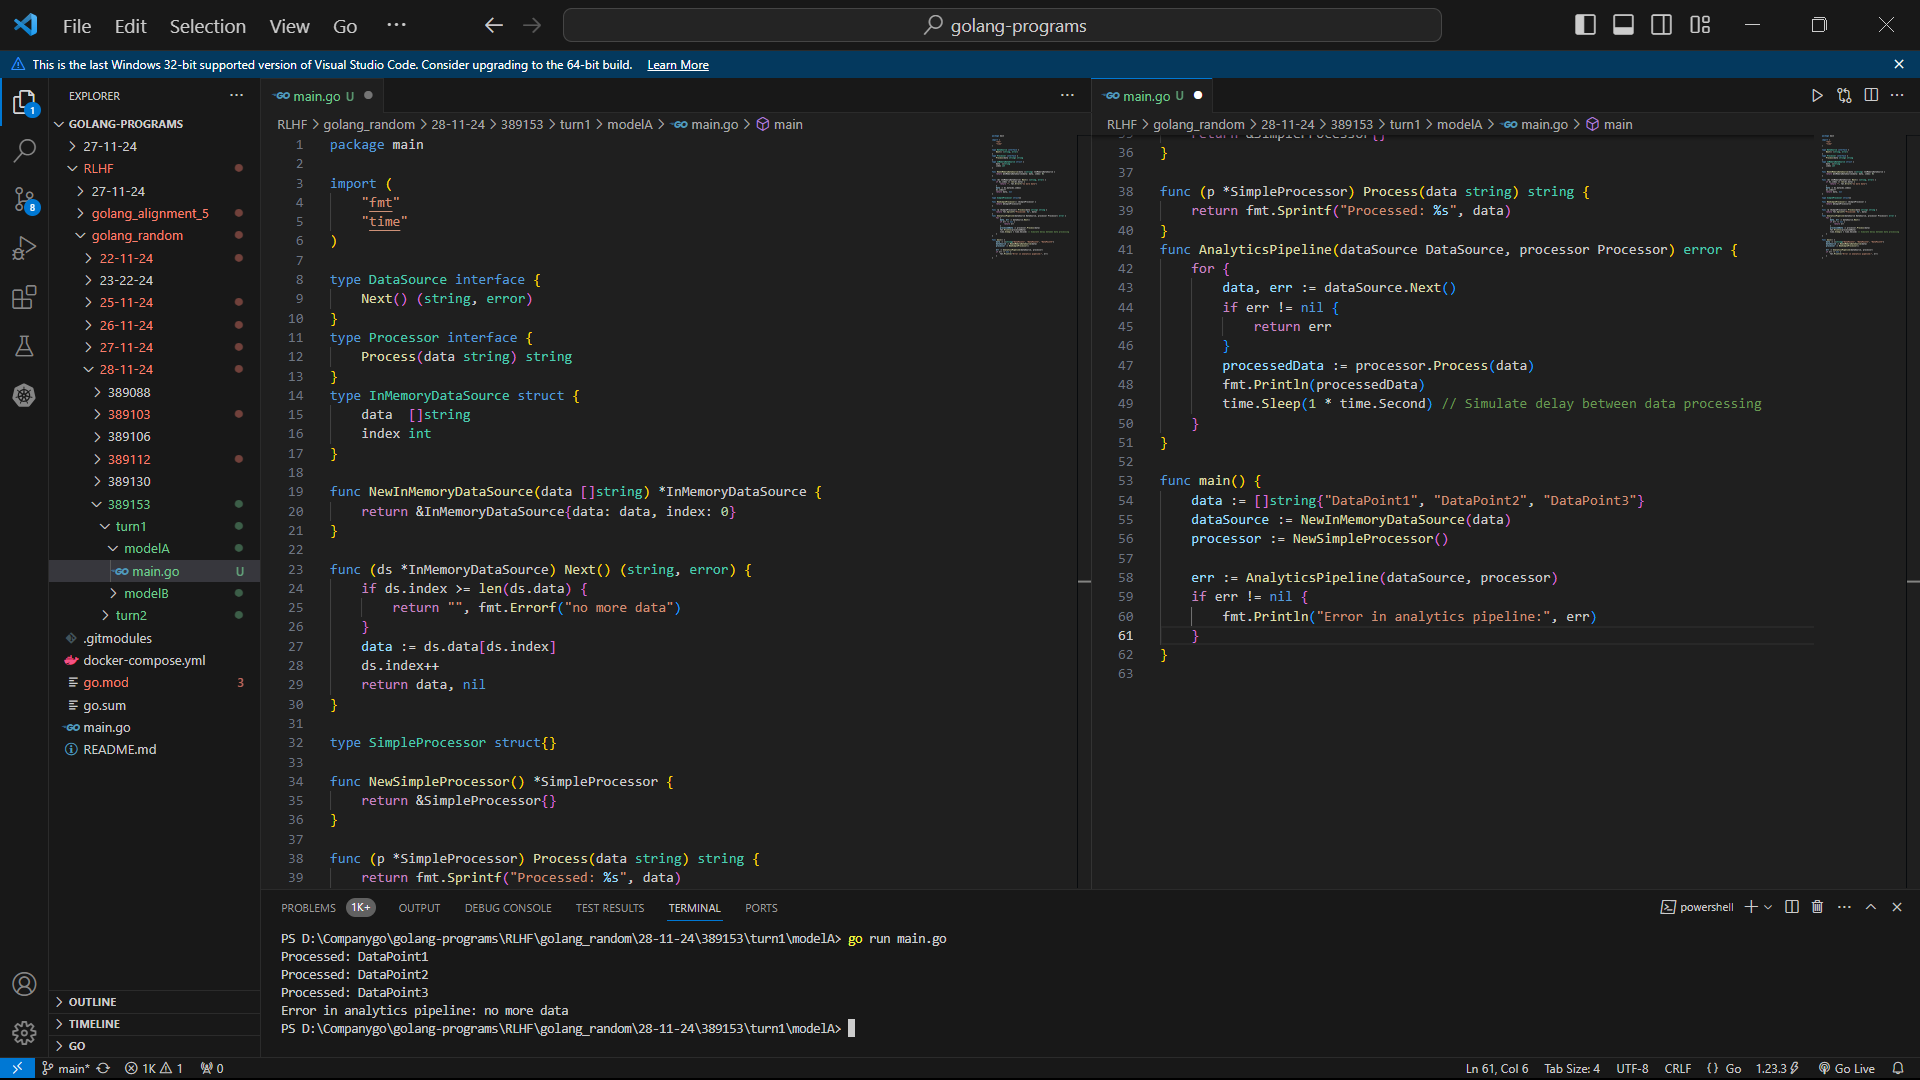 File Edit Selection View Go ··· golang-programs
This is the last Windows 32-bit supported version of Visual Studio Code. Consider upgrading to the 64-bit build. Learn More
EXPLORER
GOLANG-PROGRAMS
27-11-24
RLHF
27-11-24
golang_alignment_5
golang_random
22-11-24
23-22-24
25-11-24
26-11-24
27-11-24
28-11-24
389088
389103
389106
389112
389130
389153
turn1
modelA
main.go U
modelB
turn2
.gitmodules
docker-compose.yml
go.mod 3
go.sum
main.go
README.md
OUTLINE
TIMELINE
GO
1
8
main.go U
RLHF > golang_random > 28-11-24 > 389153 > turn1 > modelA > main.go > main
1 package main
2
3 import (
4 "fmt"
5 "time"
6 )
7
8 type DataSource interface {
9 Next() (string, error)
10 }
11 type Processor interface {
12 Process(data string) string
13 }
14 type InMemoryDataSource struct {
15 data []string
16 index int
17 }
18
19 func NewInMemoryDataSource(data []string) *InMemoryDataSource {
20 return &InMemoryDataSource{data: data, index: 0}
21 }
22
23 func (ds *InMemoryDataSource) Next() (string, error) {
24 if ds.index >= len(ds.data) {
25 return "", fmt.Errorf("no more data")
26 }
27 data := ds.data[ds.index]
28 ds.index++
29 return data, nil
30 }
31
32 type SimpleProcessor struct{}
33
34 func NewSimpleProcessor() *SimpleProcessor {
35 return &SimpleProcessor{}
36 }
37
38 func (p *SimpleProcessor) Process(data string) string {
39 return fmt.Sprintf("Processed: %s", data)
main.go U
RLHF > golang_random > 28-11-24 > 389153 > turn1 > modelA > main.go > main
36 }
37
38 func (p *SimpleProcessor) Process(data string) string {
39 return fmt.Sprintf("Processed: %s", data)
40 }
41 func AnalyticsPipeline(dataSource DataSource, processor Processor) error {
42 for {
43 data, err := dataSource.Next()
44 if err != nil {
45 return err
46 }
47 processedData := processor.Process(data)
48 fmt.Println(processedData)
49 time.Sleep(1 * time.Second) // Simulate delay between data processing
50 }
51 }
52
53 func main() {
54 data := []string{"DataPoint1", "DataPoint2", "DataPoint3"}
55 dataSource := NewInMemoryDataSource(data)
56 processor := NewSimpleProcessor()
57
58 err := AnalyticsPipeline(dataSource, processor)
59 if err != nil {
60 fmt.Println("Error in analytics pipeline:", err)
61 }
62 }
63
PROBLEMS 1K+ OUTPUT DEBUG CONSOLE TEST RESULTS TERMINAL PORTS powershell
PS D:\Companygo\golang-programs\RLHF\golang_random\28-11-24\389153\turn1\modelA> go run main.go
Processed: DataPoint1
Processed: DataPoint2
Processed: DataPoint3
Error in analytics pipeline: no more data
PS D:\Companygo\golang-programs\RLHF\golang_random\28-11-24\389153\turn1\modelA>
main* 1K 1 0 Ln 61, Col 6 Tab Size: 4 UTF-8 CRLF {} Go 1.23.3 Go Live